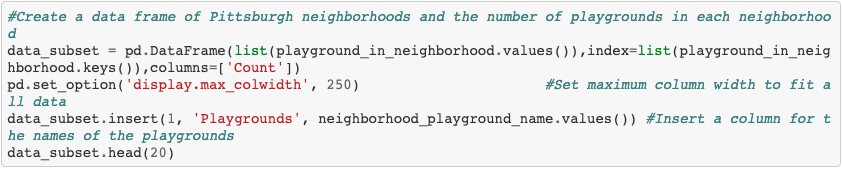 #Create a data frame of Pittsburgh neighborhoods and the number of playgrounds in each neighborhoo
d
data_subset = pd.DataFrame(list(playground_in_neighborhood.values()),index=list(playground_in_neig
hborhood.keys()),columns=['Count'])
pd.set_option('display.max_colwidth', 250)                      #Set maximum column width to fit a
ll data
data_subset.insert(1, 'Playgrounds', neighborhood_playground_name.values()) #Insert a column for t
he names of the playgrounds
data_subset.head(20)